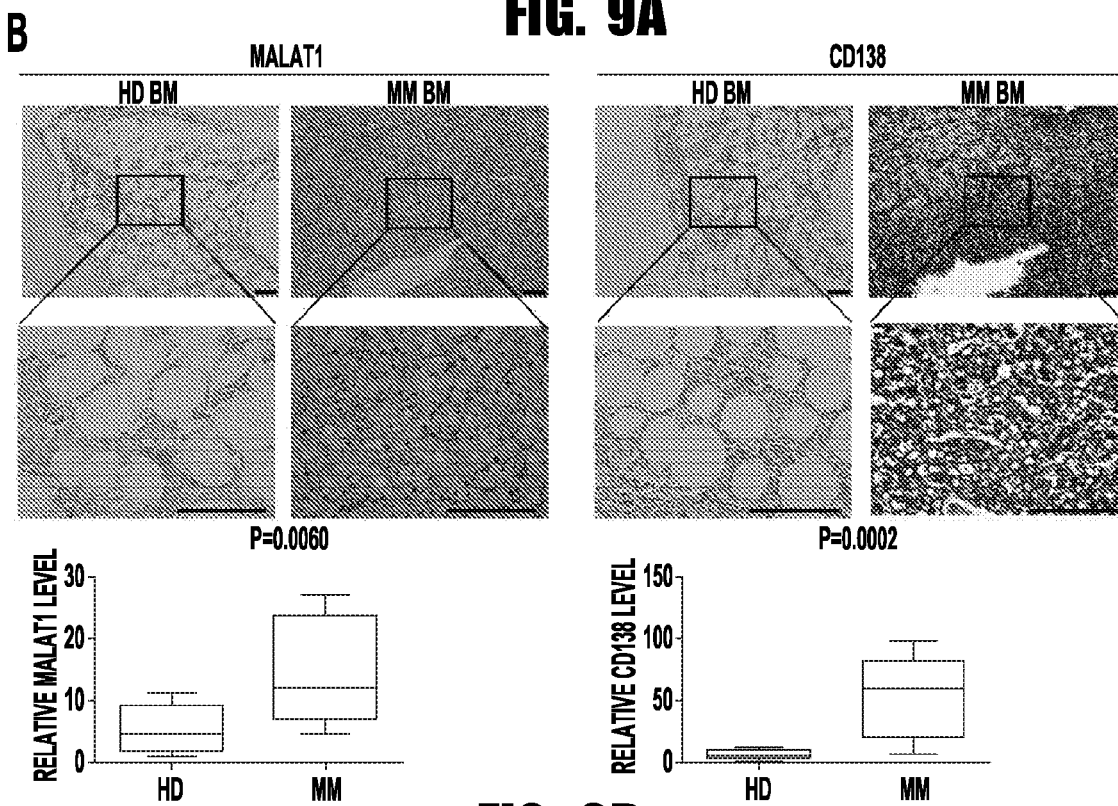 FIG. 9A
B
MALAT1
CD138
HD BM
MM BM
HD BM
MM BM
P=0.0060
P=0.0002
RELATIVE MALAT1 LEVEL
30
20
10
0
HD
MM
RELATIVE CD138 LEVEL
150
100
50
0
HD
MM